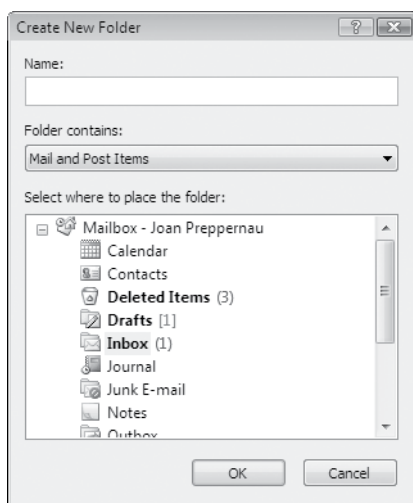 Create New Folder
Name:
Folder contains:
Mail and Post Items
Select where to place the folder:
Mailbox - Joan Preppernau
Calendar
Contacts
Deleted Items (3)
Drafts [1]
Inbox (1)
Journal
Junk E-mail
Notes
Outbox
OK Cancel